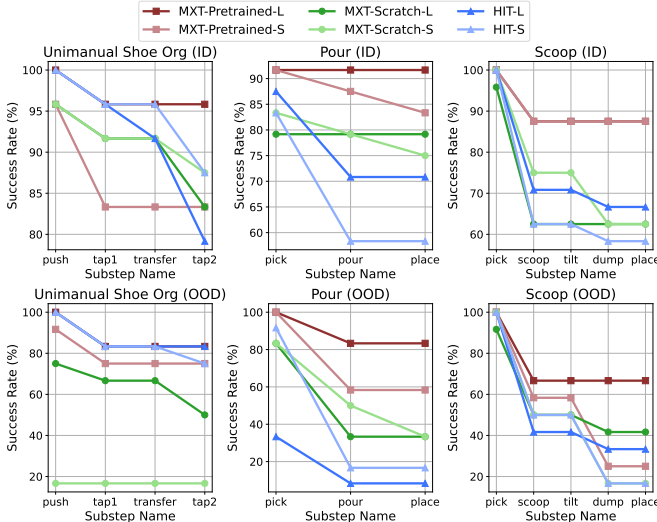 MXT-Pretrained-L MXT-Scratch-L HIT-L
MXT-Pretrained-S MXT-Scratch-S HIT-S
Unimanual Shoe Org (ID)
100
95
90
85
80
Success Rate (%)
push tap1 transfer tap2
Substep Name
Pour (ID)
90
85
80
75
70
65
60
Success Rate (%)
pick pour place
Substep Name
Scoop (ID)
100
90
80
70
60
Success Rate (%)
pick scoop tilt dump place
Substep Name
Unimanual Shoe Org (OOD)
100
80
60
40
20
Success Rate (%)
push tap1 transfer tap2
Substep Name
Pour (OOD)
100
80
60
40
20
Success Rate (%)
pick pour place
Substep Name
Scoop (OOD)
100
80
60
40
20
Success Rate (%)
pick scoop tilt dump place
Substep Name